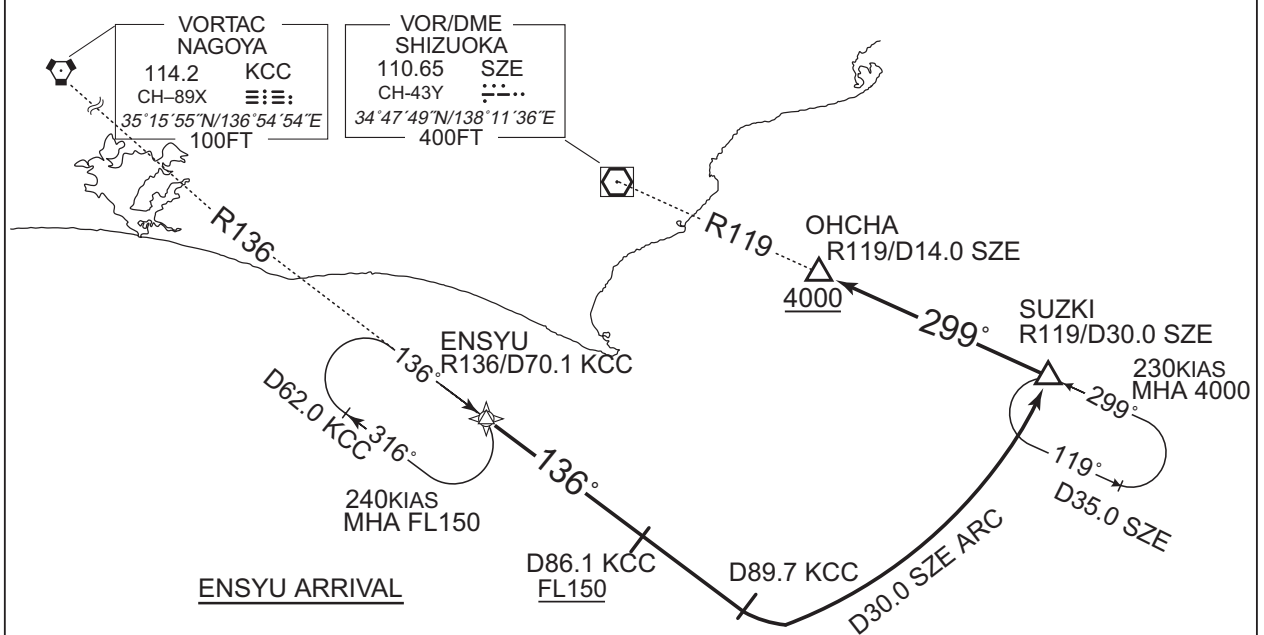 VORTAC
NAGOYA
114.2 KCC
CH–89X
35°15´55˝N/136°54´54˝E
100FT
VOR/DME
SHIZUOKA
110.65 SZE
CH-43Y
34°47´49˝N/138°11´36˝E
400FT
R136
R119
OHCHA
R119/D14.0 SZE
4000
299°
SUZKI
R119/D30.0 SZE
230KIAS
MHA 4000
299°
119°
D35.0 SZE
ENSYU
R136/D70.1 KCC
136°
D62.0 KCC
316°
240KIAS
MHA FL150
136°
D86.1 KCC
FL150
D89.7 KCC
D30.0 SZE ARC
ENSYU ARRIVAL